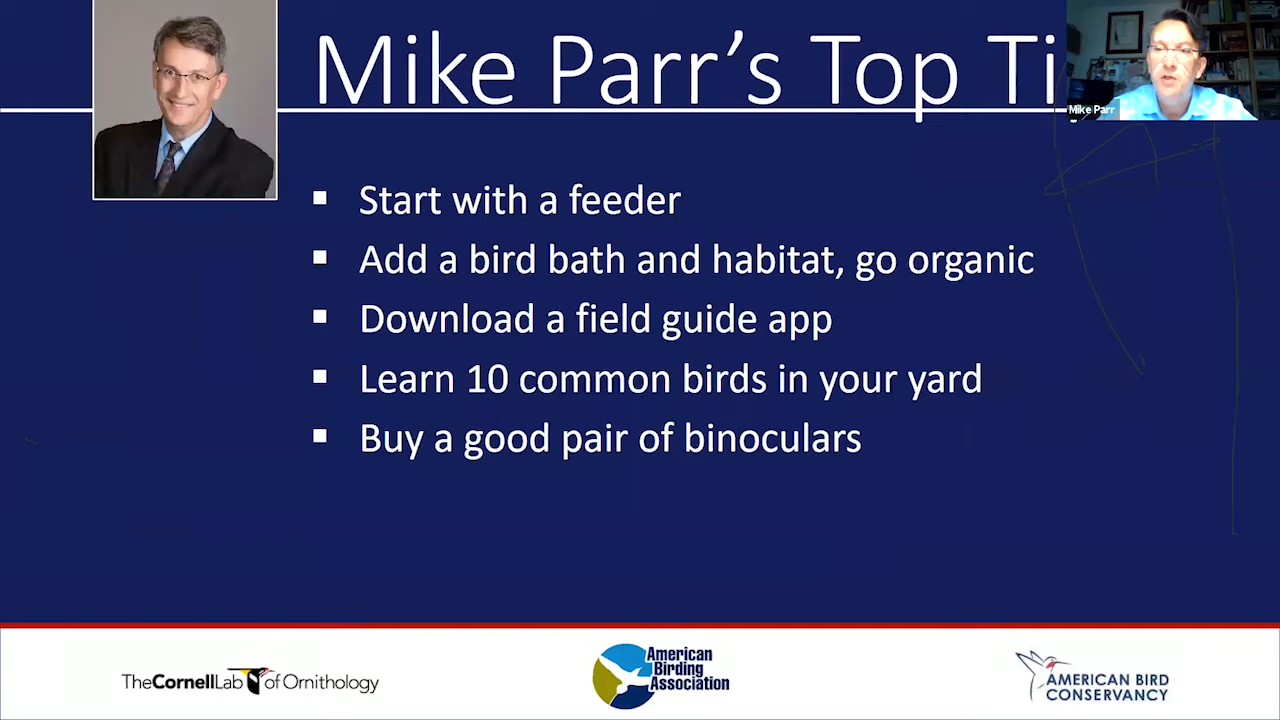 Mike Parr’s Top Ti
Mike Parr
Start with a feeder
Add a bird bath and habitat, go organic
Download a field guide app
Learn 10 common birds in your yard
Buy a good pair of binoculars
TheCornellLab of Ornithology
American
Birding
Association
AMERICAN BIRD
CONSERVANCY